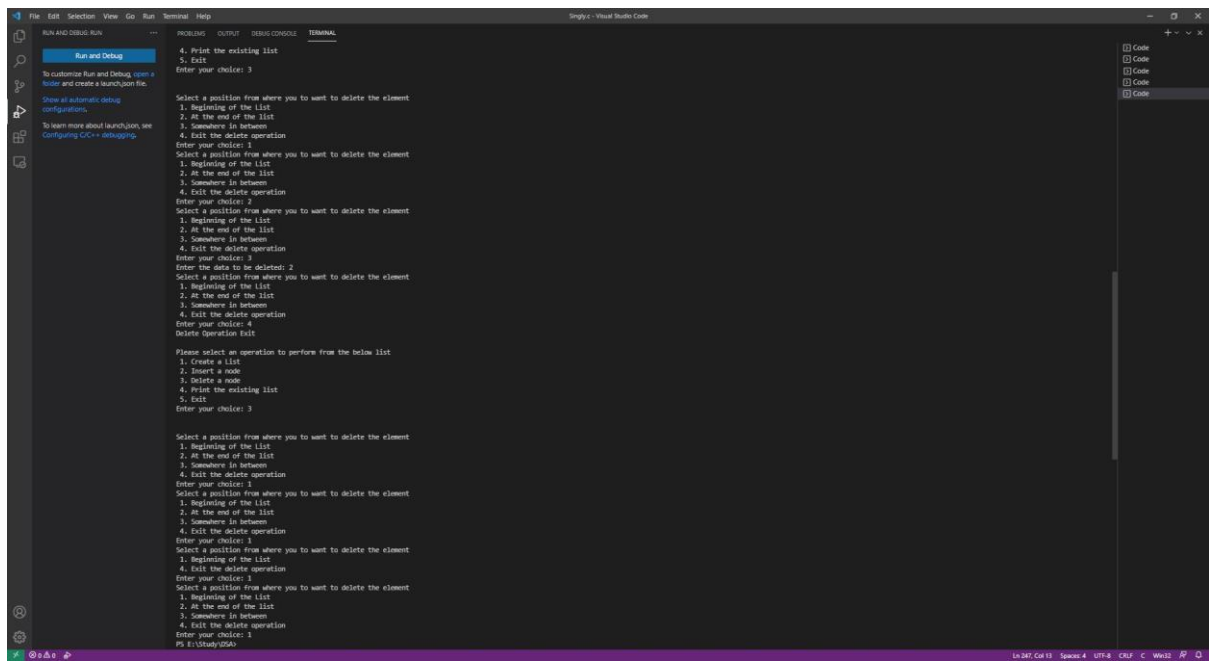 File Edit Selection View Go Run Terminal Help
Singly.c - Visual Studio Code
RUN AND DEBUG: RUN
Run and Debug
To customize Run and Debug, open a
folder and create a launch.json file.
Show all automatic debug
configurations.
To learn more about launch.json, see
Configuring C/C++ debugging.
PROBLEMS OUTPUT DEBUG CONSOLE TERMINAL
4. Print the existing list
5. Exit
Enter your choice: 3
Select a position from where you to want to delete the element
1. Beginning of the List
2. At the end of the list
3. Somewhere in between
4. Exit the delete operation
Enter your choice: 1
Select a position from where you to want to delete the element
1. Beginning of the List
2. At the end of the list
3. Somewhere in between
4. Exit the delete operation
Enter your choice: 2
Select a position from where you to want to delete the element
1. Beginning of the List
2. At the end of the list
3. Somewhere in between
4. Exit the delete operation
Enter your choice: 3
Enter the data to be deleted: 2
Select a position from where you to want to delete the element
1. Beginning of the List
2. At the end of the list
3. Somewhere in between
4. Exit the delete operation
Enter your choice: 4
Delete Operation Exit
Please select an operation to perform from the below list
1. Create a List
2. Insert a node
3. Delete a node
4. Print the existing list
5. Exit
Enter your choice: 3
Select a position from where you to want to delete the element
1. Beginning of the List
2. At the end of the list
3. Somewhere in between
4. Exit the delete operation
Enter your choice: 1
Select a position from where you to want to delete the element
1. Beginning of the List
2. At the end of the list
3. Somewhere in between
4. Exit the delete operation
Enter your choice: 1
Select a position from where you to want to delete the element
1. Beginning of the List
4. Exit the delete operation
Enter your choice: 1
Select a position from where you to want to delete the element
1. Beginning of the List
2. At the end of the list
3. Somewhere in between
4. Exit the delete operation
Enter your choice: 1
PS E:\Study\DSA>
Code
Code
Code
Code
Code
0 0
Ln 247, Col 13 Spaces: 4 UTF-8 CRLF C Win32